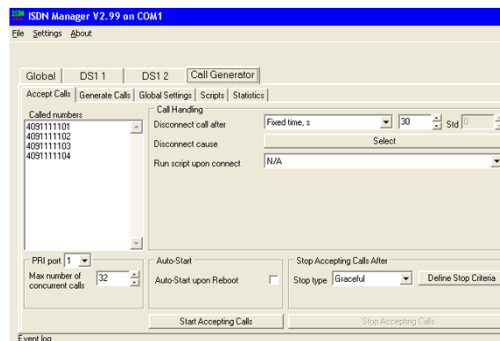 ISDN Manager V2.99 on COM1
File Settings About
Global DS1 1 DS1 2 Call Generator
Accept Calls Generate Calls Global Settings Scripts Statistics
Called numbers
4091111101
4091111102
4091111103
4091111104
Call Handling
Disconnect call after Fixed time, s 30 Std 0
Disconnect cause Select
Run script upon connect N/A
PRI port 1
Max number of
concurrent calls 32
Auto-Start
Auto-Start upon Reboot
Stop Accepting Calls After
Stop type Graceful Define Stop Criteria
Start Accepting Calls Stop Accepting Calls
Event log